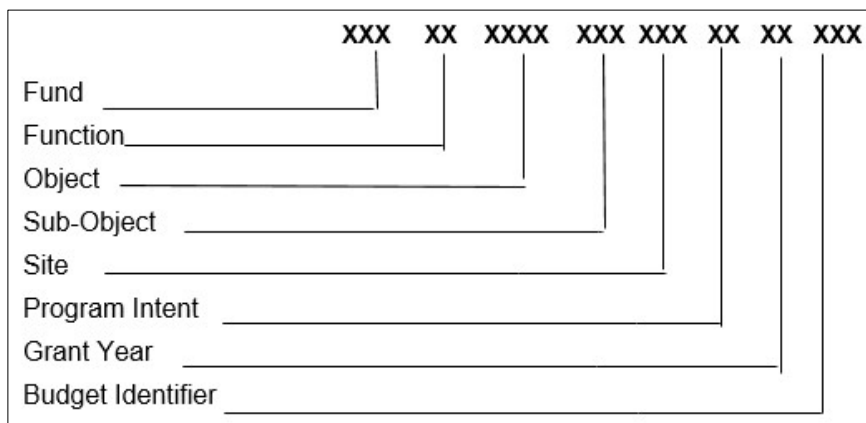 XXX XX XXXX XXX XXX XX XX XXX
Fund
Function
Object
Sub-Object
Site
Program Intent
Grant Year
Budget Identifier